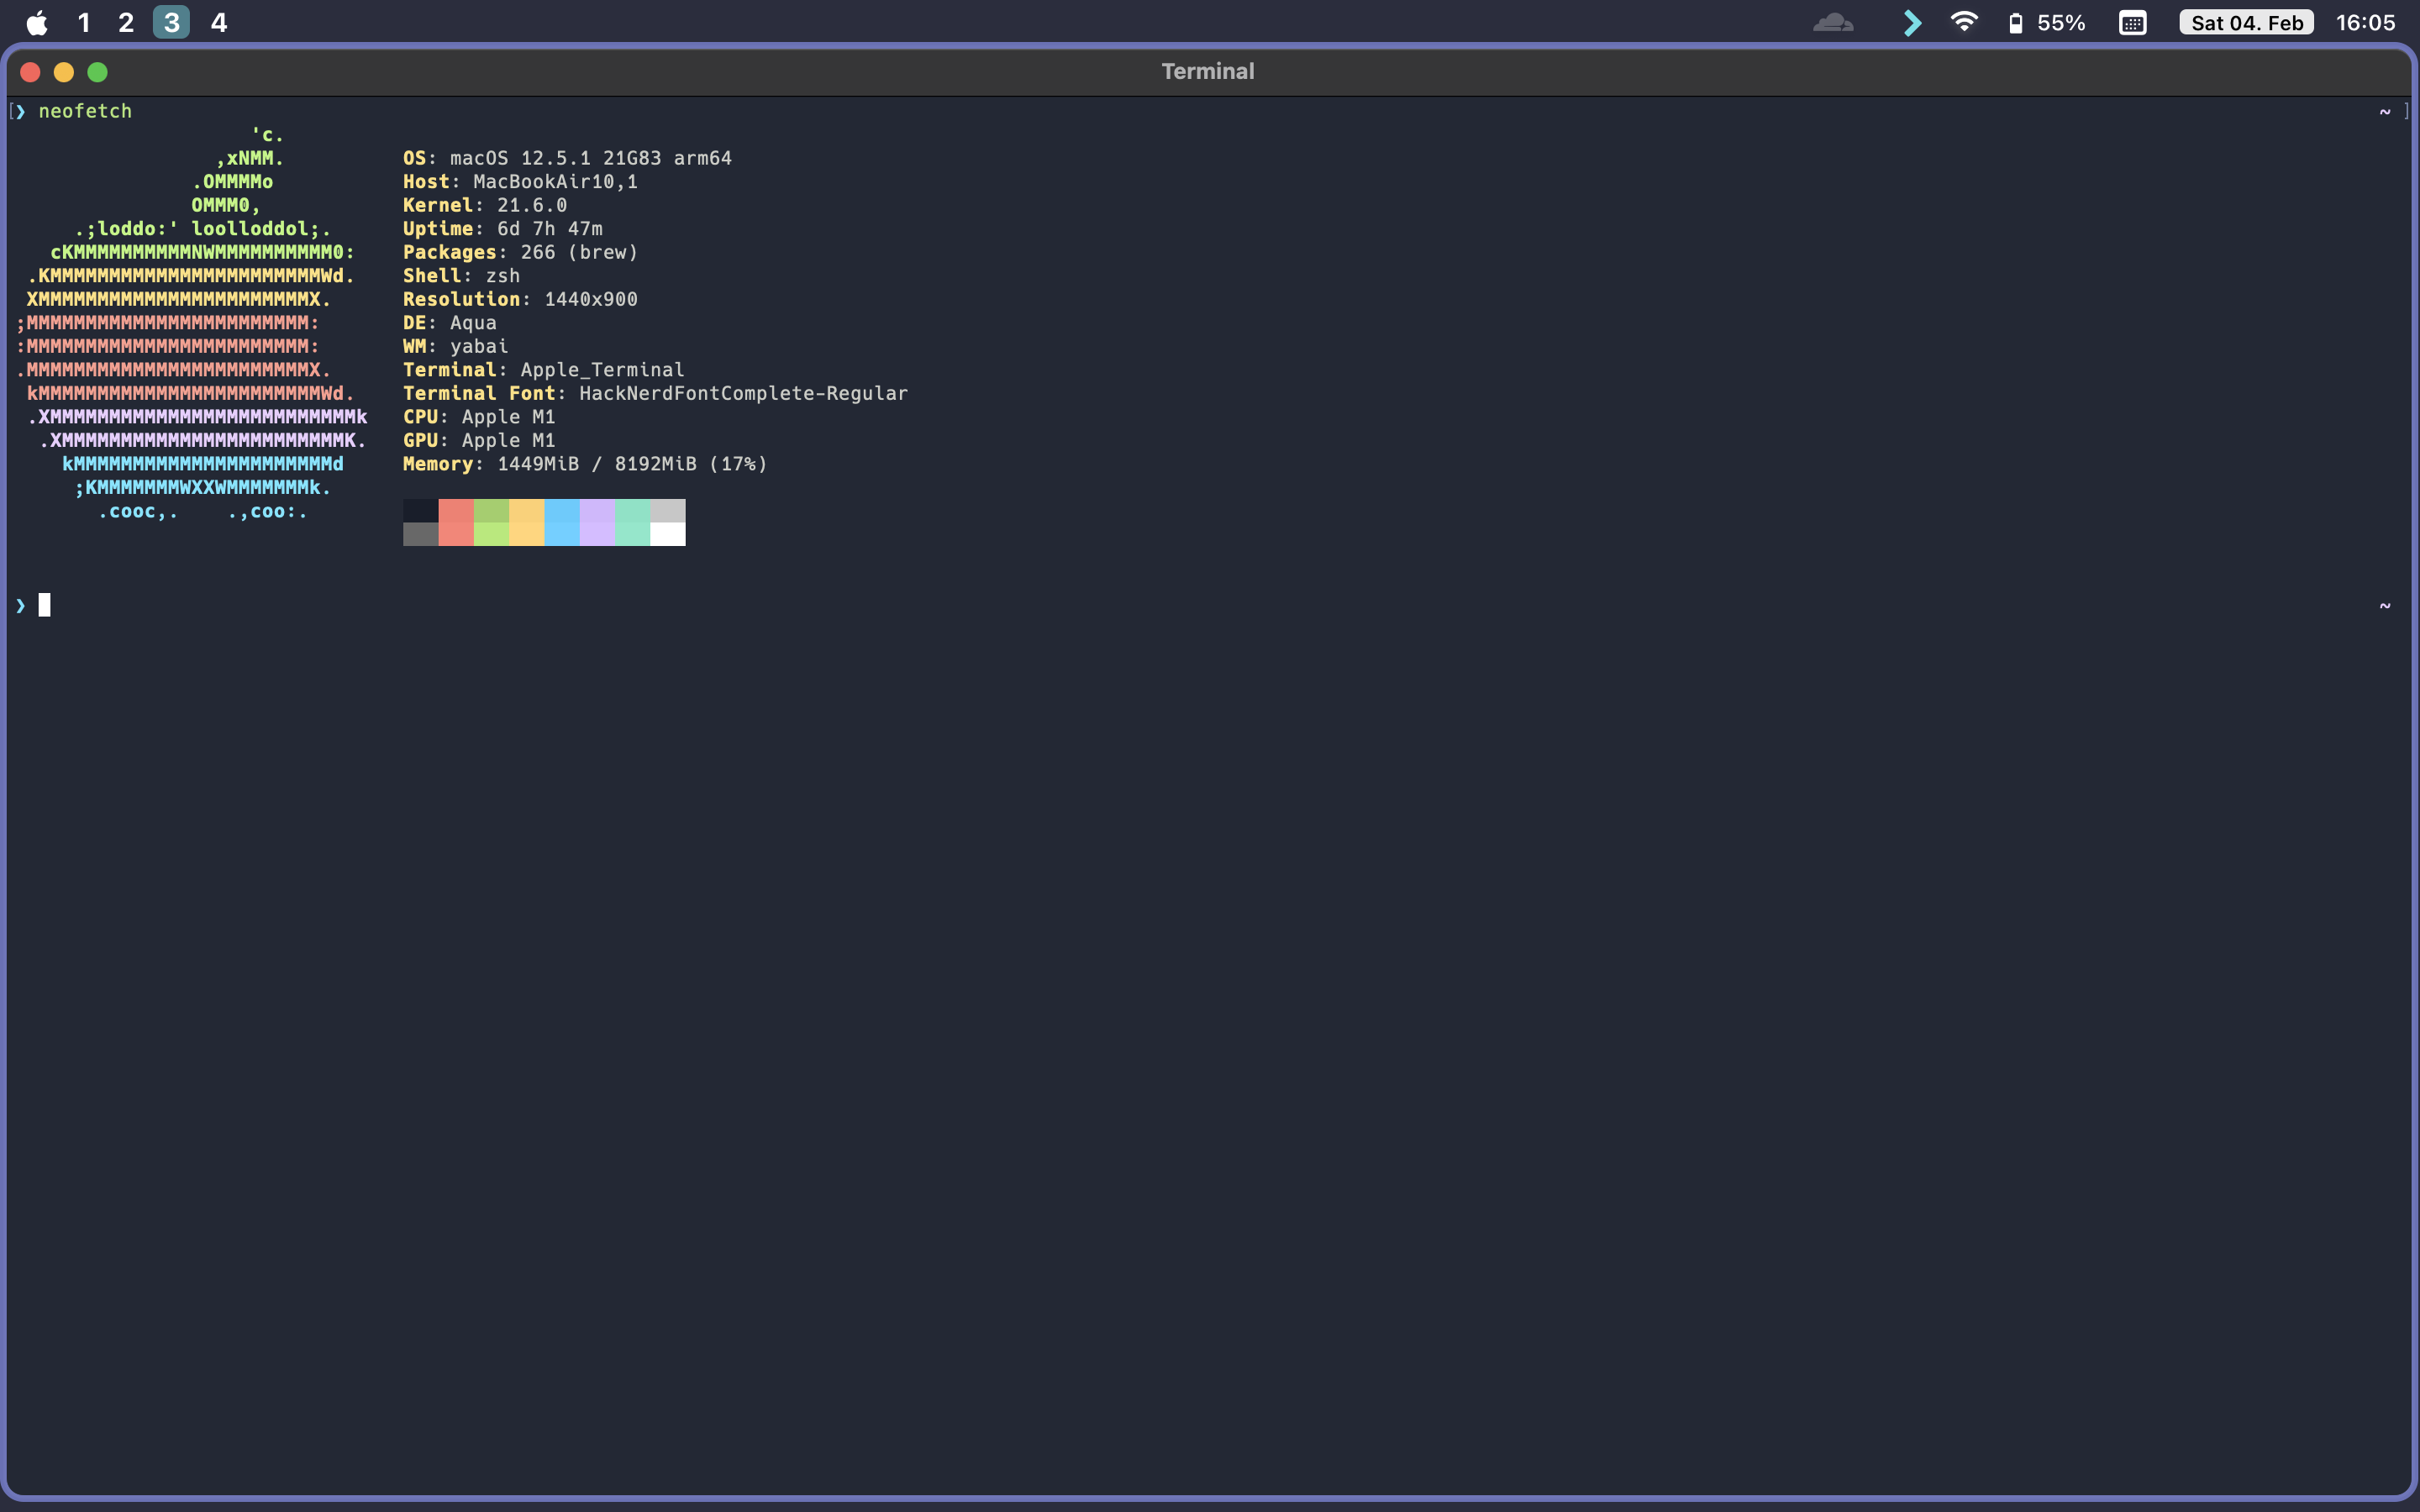 1 2 3 4 55% Sat 04. Feb 16:05
Terminal
[❯ neofetch ~ ]
'c.
,xNMM. OS: macOS 12.5.1 21G83 arm64
.OMMMMo Host: MacBookAir10,1
OMMM0, Kernel: 21.6.0
.;loddo:' loolloddol;. Uptime: 6d 7h 47m
cKMMMMMMMMMMNWMMMMMMMMMM0: Packages: 266 (brew)
.KMMMMMMMMMMMMMMMMMMMMMMMWd. Shell: zsh
XMMMMMMMMMMMMMMMMMMMMMMMX. Resolution: 1440x900
;MMMMMMMMMMMMMMMMMMMMMMMM: DE: Aqua
:MMMMMMMMMMMMMMMMMMMMMMMM: WM: yabai
.MMMMMMMMMMMMMMMMMMMMMMMMX. Terminal: Apple_Terminal
kMMMMMMMMMMMMMMMMMMMMMMMMWd. Terminal Font: HackNerdFontComplete-Regular
.XMMMMMMMMMMMMMMMMMMMMMMMMMMk CPU: Apple M1
.XMMMMMMMMMMMMMMMMMMMMMMMMK. GPU: Apple M1
kMMMMMMMMMMMMMMMMMMMMMMd Memory: 1449MiB / 8192MiB (17%)
;KMMMMMMMWXXWMMMMMMMk.
.cooc,. .,coo:.
❯ ~